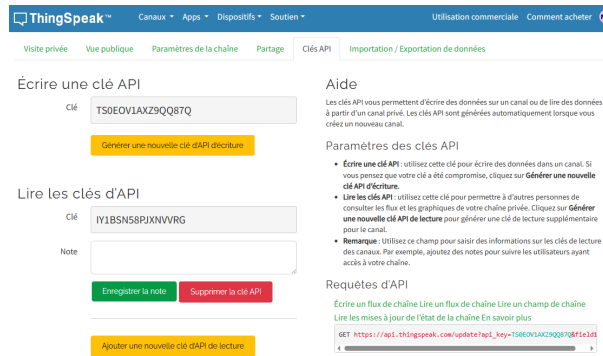 ThingSpeak™ Canaux Apps Dispositifs Soutien Utilisation commerciale Comment acheter
Visite privée Vue publique Paramètres de la chaîne Partage Clés API Importation / Exportation de données
Écrire une clé API
Clé TS0EOV1AXZ9QQ87Q
Générer une nouvelle clé d'API d'écriture
Lire les clés d'API
Clé IY1BSN58PJXNVVRG
Note
Enregistrer la note Supprimer la clé API
Ajouter une nouvelle clé d'API de lecture
Aide
Les clés API vous permettent d'écrire des données sur un canal ou de lire des données
à partir d'un canal privé. Les clés API sont générées automatiquement lorsque vous
créez un nouveau canal.
Paramètres des clés API
• Écrire une clé API : utilisez cette clé pour écrire des données dans un canal. Si
vous pensez que votre clé a été compromise, cliquez sur Générer une nouvelle
clé API d'écriture.
• Lire les clés API : utilisez cette clé pour permettre à d'autres personnes de
consulter les flux et les graphiques de votre chaîne privée. Cliquez sur Générer
une nouvelle clé API de lecture pour générer une clé de lecture supplémentaire
pour le canal.
• Remarque : Utilisez ce champ pour saisir des informations sur les clés de lecture
des canaux. Par exemple, ajoutez des notes pour suivre les utilisateurs ayant
accès à votre chaîne.
Requêtes d'API
Écrire un flux de chaîne Lire un flux de chaîne Lire un champ de chaîne
Lire les mises à jour de l'état de la chaîne En savoir plus
GET https://api.thingspeak.com/update?api_key=TS0EOV1AXZ9QQ87Q&field1